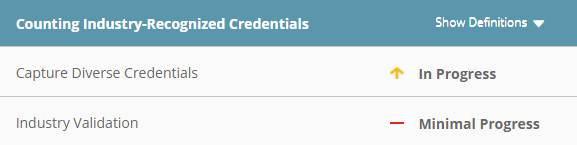 Counting Industry-Recognized Credentials Show Definitions
Capture Diverse Credentials In Progress
Industry Validation Minimal Progress